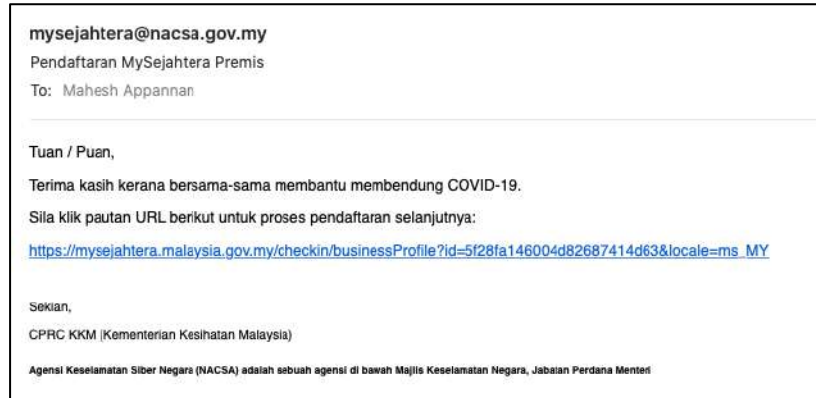 mysejahtera@nacsa.gov.my
Pendaftaran MySejahtera Premis
To: Mahesh Appannan
Tuan / Puan,
Terima kasih kerana bersama-sama membantu membendung COVID-19.
Sila klik pautan URL berikut untuk proses pendaftaran selanjutnya:
https://mysejahtera.malaysia.gov.my/checkin/businessProfile?id=5f28fa146004d82687414d63&locale=ms_MY
Sekian,
CPRC KKM (Kementerian Kesihatan Malaysia)
Agensi Keselamatan Siber Negara (NACSA) adalah sebuah agensi di bawah Majlis Keselamatan Negara, Jabatan Perdana Menteri